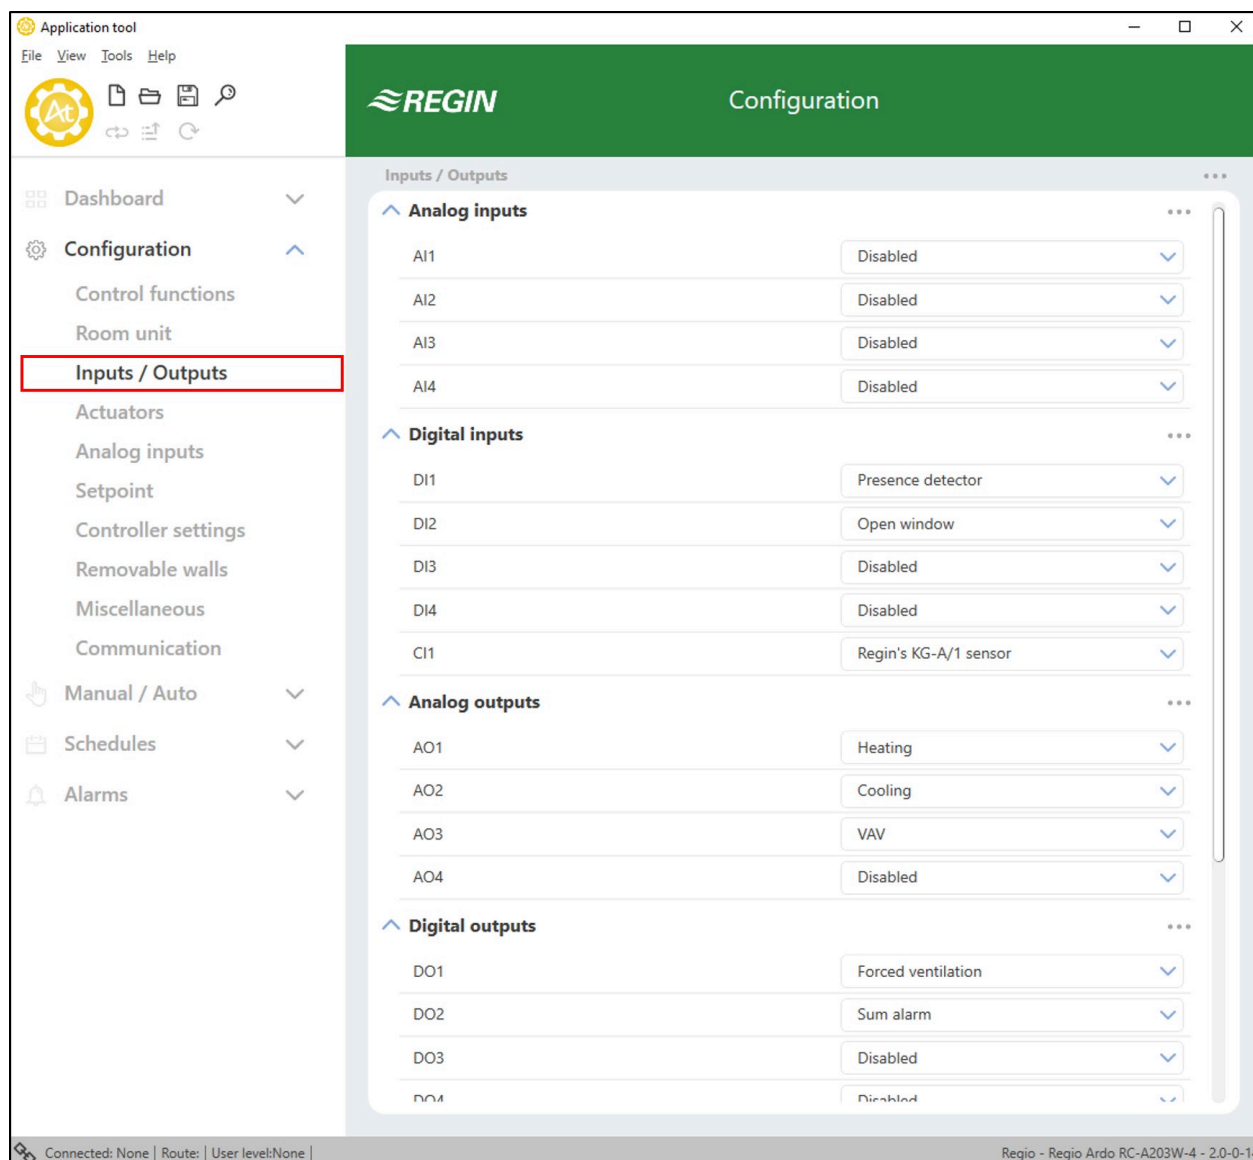 Application tool
File View Tools Help
At
REGIN
Configuration
Inputs / Outputs
Dashboard
Configuration
Control functions
Room unit
Inputs / Outputs
Actuators
Analog inputs
Setpoint
Controller settings
Removable walls
Miscellaneous
Communication
Manual / Auto
Schedules
Alarms
Analog inputs
AI1 Disabled
AI2 Disabled
AI3 Disabled
AI4 Disabled
Digital inputs
DI1 Presence detector
DI2 Open window
DI3 Disabled
DI4 Disabled
CI1 Regin's KG-A/1 sensor
Analog outputs
AO1 Heating
AO2 Cooling
AO3 VAV
AO4 Disabled
Digital outputs
DO1 Forced ventilation
DO2 Sum alarm
DO3 Disabled
DO4 Disabled
Connected: None | Route: | User level:None |
Regio - Regio Ardo RC-A203W-4 - 2.0-0-1